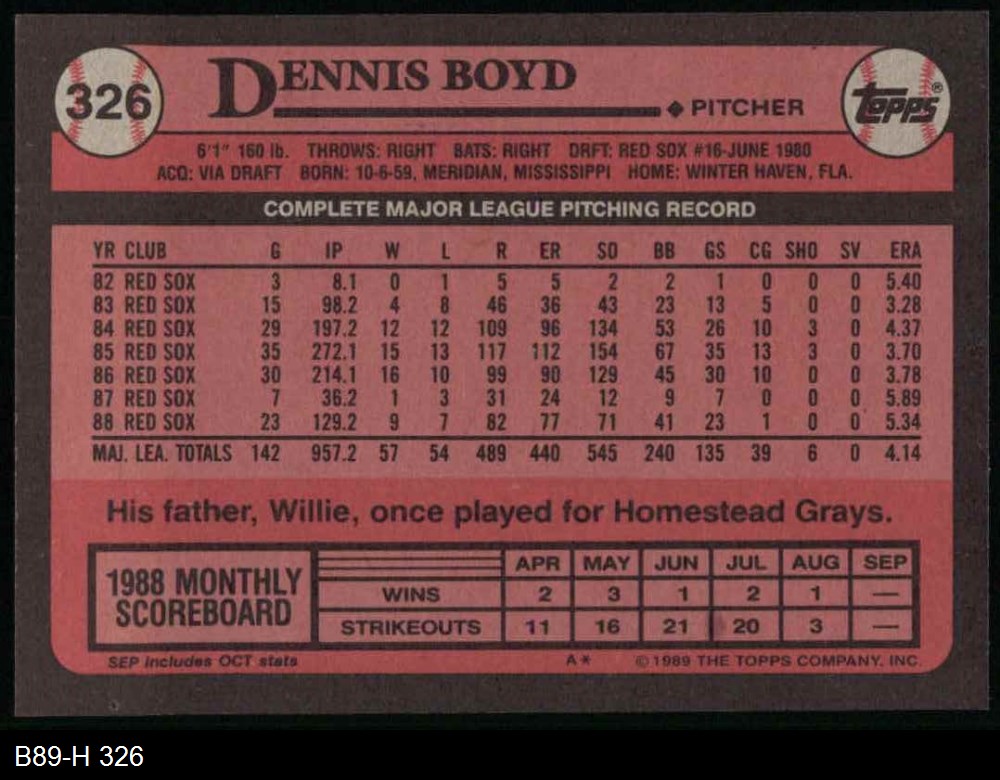 326 DENNIS BOYD ◆ PITCHER topps®
6'1" 160 lb. THROWS: RIGHT BATS: RIGHT DRFT: RED SOX #16-JUNE 1980
ACQ: VIA DRAFT BORN: 10-6-59, MERIDIAN, MISSISSIPPI HOME: WINTER HAVEN, FLA.
COMPLETE MAJOR LEAGUE PITCHING RECORD
YR CLUB G IP W L R ER SO BB GS CG SHO SV ERA
82 RED SOX 3 8.1 0 1 5 5 2 2 1 0 0 0 5.40
83 RED SOX 15 98.2 4 8 46 36 43 23 13 5 0 0 3.28
84 RED SOX 29 197.2 12 12 109 96 134 53 26 10 3 0 4.37
85 RED SOX 35 272.1 15 13 117 112 154 67 35 13 3 0 3.70
86 RED SOX 30 214.1 16 10 99 90 129 45 30 10 0 0 3.78
87 RED SOX 7 36.2 1 3 31 24 12 9 7 0 0 0 5.89
88 RED SOX 23 129.2 9 7 82 77 71 41 23 1 0 0 5.34
MAJ. LEA. TOTALS 142 957.2 57 54 489 440 545 240 135 39 6 0 4.14
His father, Willie, once played for Homestead Grays.
1988 MONTHLY SCOREBOARD
APR MAY JUN JUL AUG SEP
WINS 2 3 1 2 1 —
STRIKEOUTS 11 16 21 20 3 —
SEP includes OCT stats A* © 1989 THE TOPPS COMPANY, INC.
B89-H 326